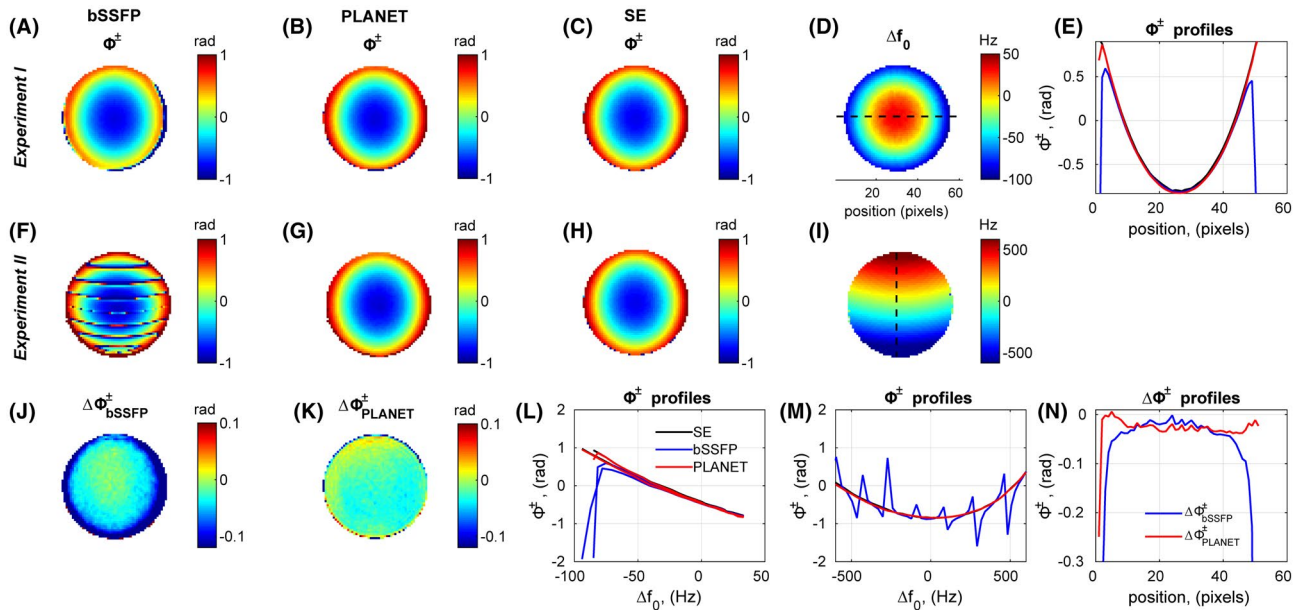 bSSFP
PLANET
SE
(A) Φ± rad
1
0
-1
(B) Φ± rad
1
0
-1
(C) Φ± rad
1
0
-1
(D) Δf0 Hz
50
0
-50
-100
20 40 60
position (pixels)
(E) Φ± profiles
Φ±, (rad)
0.5
0
-0.5
0 20 40 60
position, (pixels)
Experiment I
Experiment II
(F) rad
1
0
-1
(G) rad
1
0
-1
(H) rad
1
0
-1
(I) Hz
500
0
-500
(J) ΔΦ±bSSFP rad
0.1
0
-0.1
(K) ΔΦ±PLANET rad
0.1
0
-0.1
(L) Φ± profiles
Φ±, (rad)
2
1
0
-1
-2
SE
bSSFP
PLANET
-100 -50 0 50
Δf0, (Hz)
(M) Φ± profiles
Φ±, (rad)
2
1
0
-1
-2
-500 0 500
Δf0, (Hz)
(N) ΔΦ± profiles
Φ±, (rad)
0
-0.1
-0.2
-0.3
ΔΦ±bSSFP
ΔΦ±PLANET
0 20 40 60
position, (pixels)